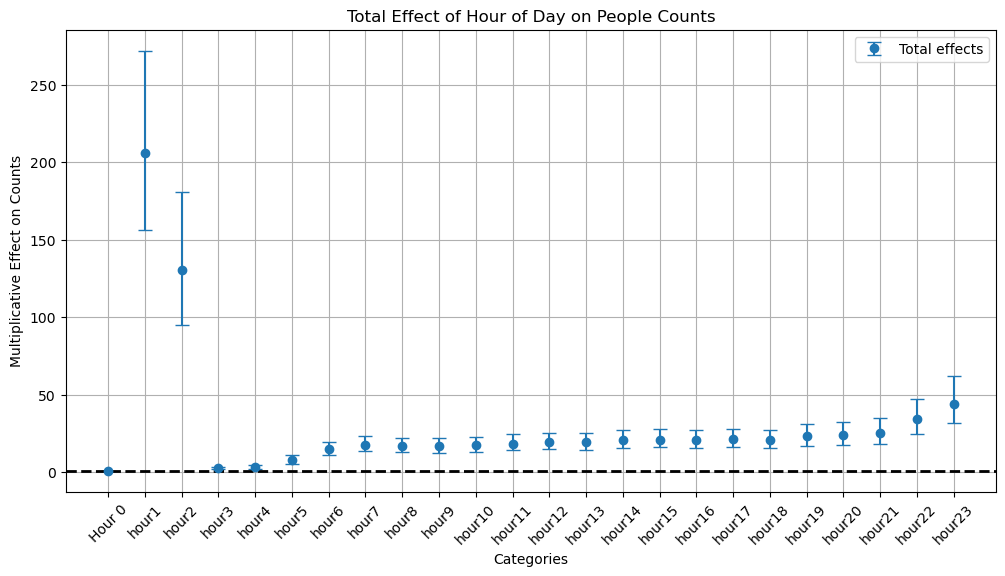 Total Effect of Hour of Day on People Counts
Total effects
Multiplicative Effect on Counts
250
200
150
100
50
0
Hour 0
hour1
hour2
hour3
hour4
hour5
hour6
hour7
hour8
hour9
hour10
hour11
hour12
hour13
hour14
hour15
hour16
hour17
hour18
hour19
hour20
hour21
hour22
hour23
Categories